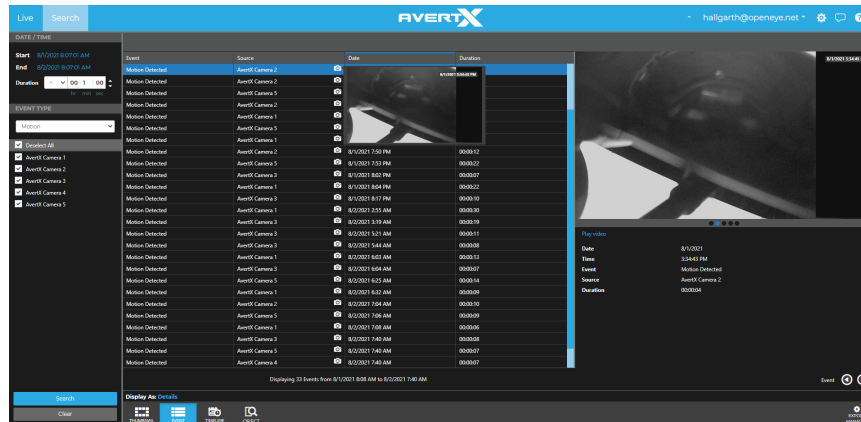 Live Search AVERTX hallgarth@openeye.net
DATE / TIME
Start 8/1/2021 8:07:01 AM
End 8/2/2021 8:07:01 AM
Duration - 00 1 00
hr min sec
EVENT TYPE
Motion
Deselect All
AvertX Camera 1
AvertX Camera 2
AvertX Camera 3
AvertX Camera 4
AvertX Camera 5
Search
Clear
Event Source Date Duration
Motion Detected AvertX Camera 2
Motion Detected AvertX Camera 2
Motion Detected AvertX Camera 5
Motion Detected AvertX Camera 2
Motion Detected AvertX Camera 1
Motion Detected AvertX Camera 5
Motion Detected AvertX Camera 1
Motion Detected AvertX Camera 2 8/1/2021 7:50 PM 00:00:12
Motion Detected AvertX Camera 5 8/1/2021 7:53 PM 00:00:22
Motion Detected AvertX Camera 3 8/1/2021 8:02 PM 00:00:07
Motion Detected AvertX Camera 1 8/1/2021 8:04 PM 00:00:22
Motion Detected AvertX Camera 3 8/1/2021 8:17 PM 00:00:10
Motion Detected AvertX Camera 1 8/2/2021 2:55 AM 00:00:30
Motion Detected AvertX Camera 3 8/2/2021 3:19 AM 00:00:19
Motion Detected AvertX Camera 3 8/2/2021 5:21 AM 00:00:11
Motion Detected AvertX Camera 3 8/2/2021 5:44 AM 00:00:08
Motion Detected AvertX Camera 1 8/2/2021 6:03 AM 00:00:13
Motion Detected AvertX Camera 3 8/2/2021 6:04 AM 00:00:07
Motion Detected AvertX Camera 5 8/2/2021 6:25 AM 00:00:14
Motion Detected AvertX Camera 1 8/2/2021 6:32 AM 00:00:09
Motion Detected AvertX Camera 2 8/2/2021 7:04 AM 00:00:10
Motion Detected AvertX Camera 5 8/2/2021 7:06 AM 00:00:09
Motion Detected AvertX Camera 1 8/2/2021 7:08 AM 00:00:06
Motion Detected AvertX Camera 3 8/2/2021 7:40 AM 00:00:08
Motion Detected AvertX Camera 5 8/2/2021 7:40 AM 00:00:07
Motion Detected AvertX Camera 4 8/2/2021 7:40 AM 00:00:07
Displaying 33 Events from 8/1/2021 8:08 AM to 8/2/2021 7:40 AM
Display As: Details
THUMBNAIL EVENT TIMELINE OBJECT
8/1/2021 3:34:45
Play video
Date 8/1/2021
Time 3:34:43 PM
Event Motion Detected
Source AvertX Camera 2
Duration 00:00:04
Event